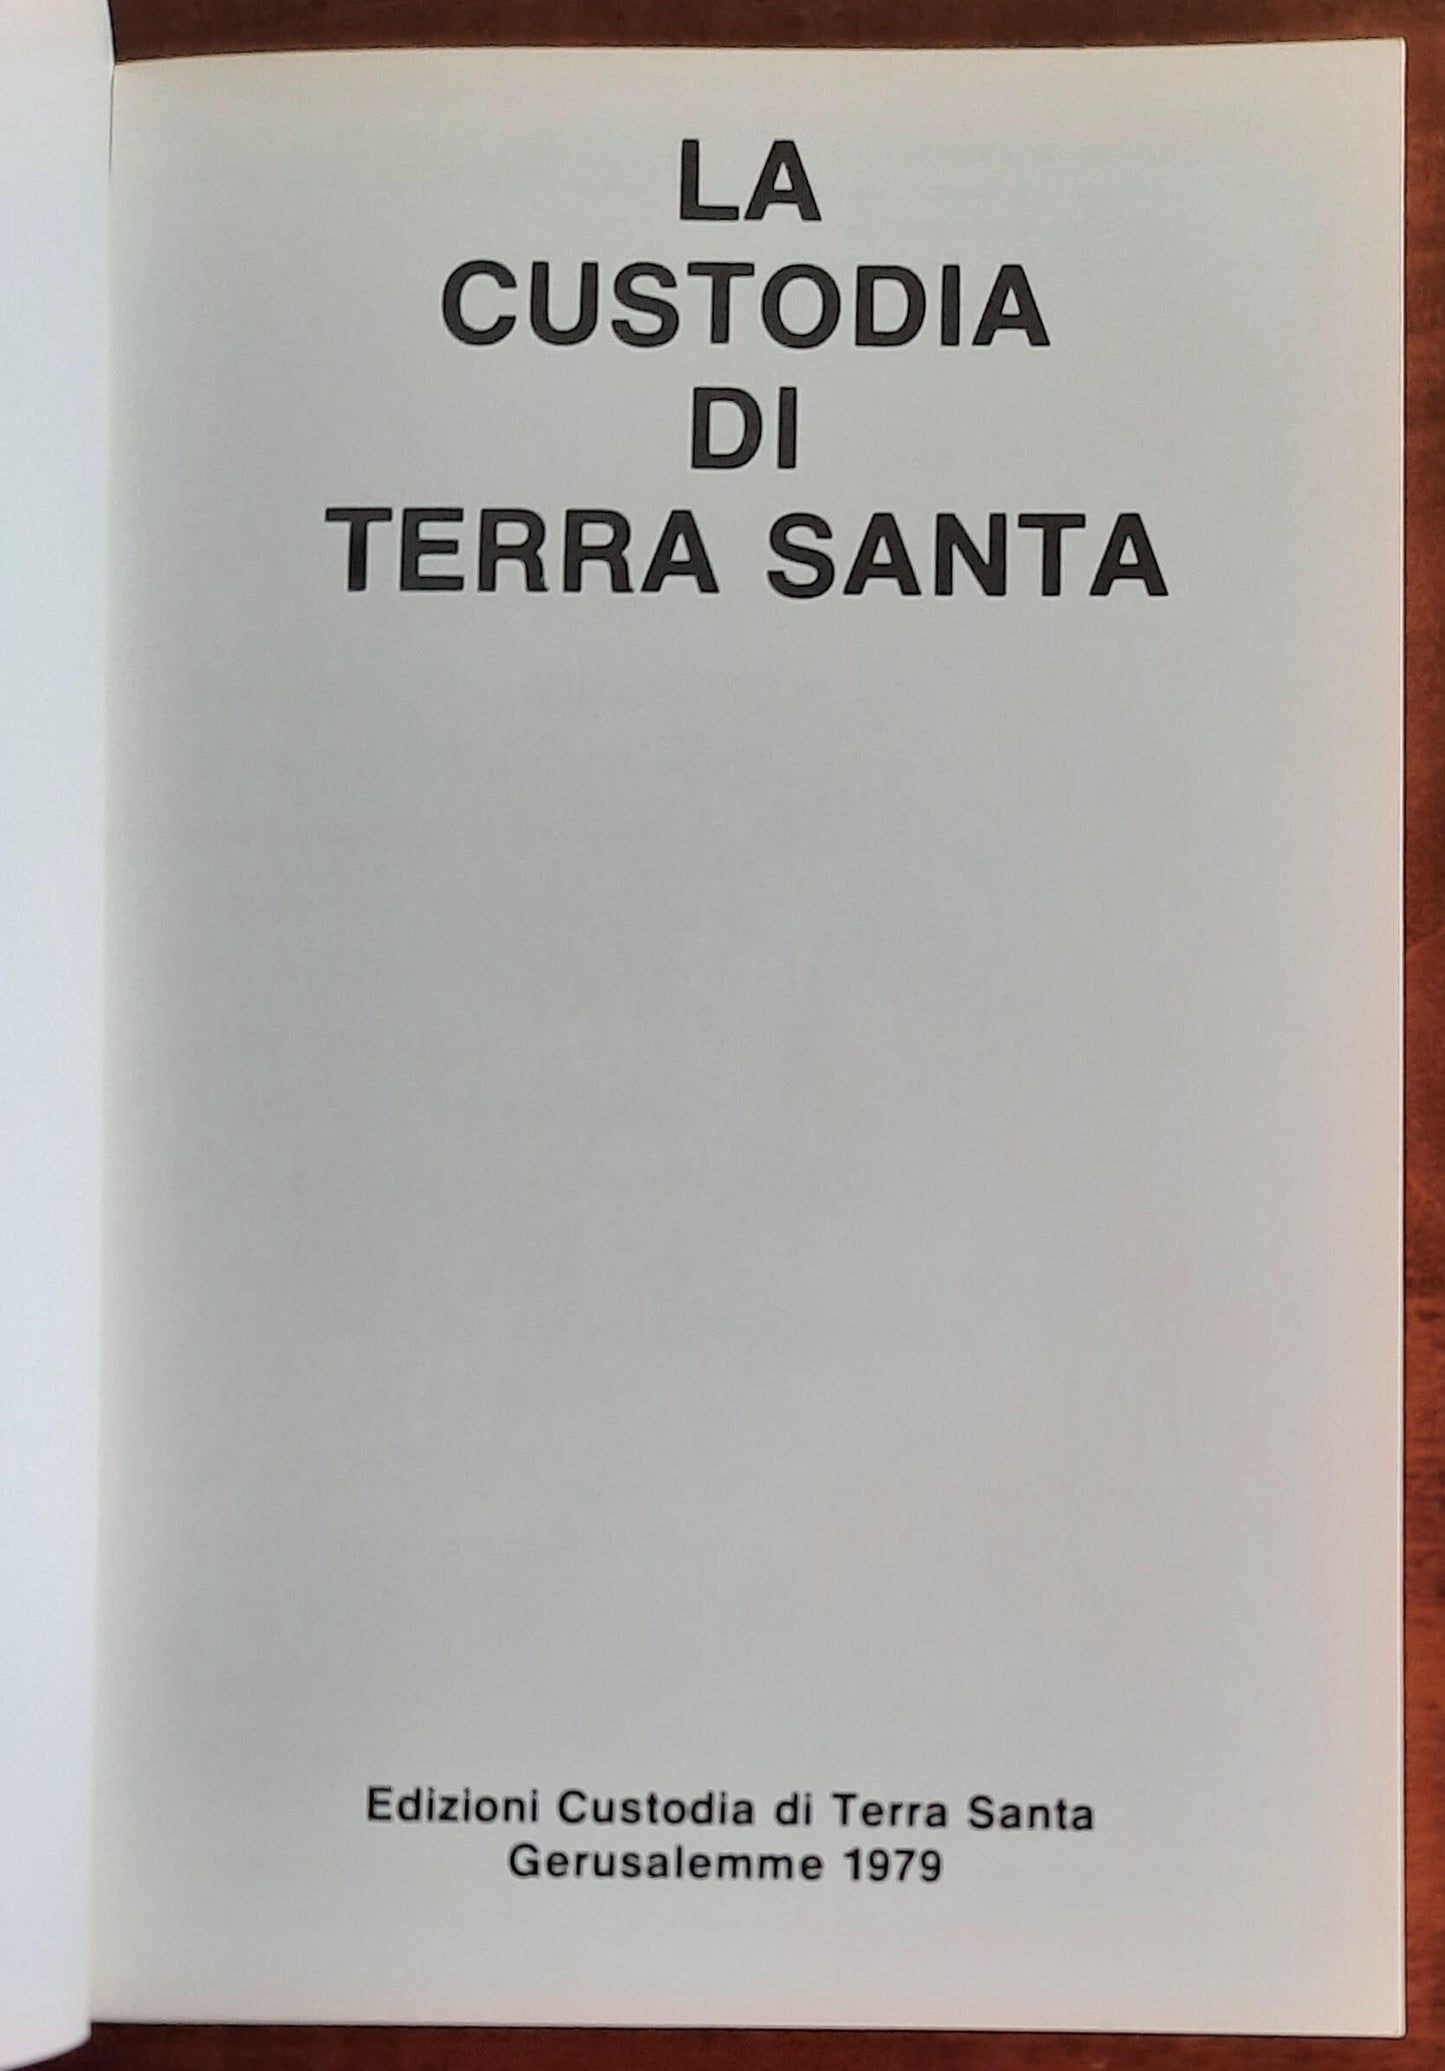 LA
CUSTODIA
DI
TERRA SANTA
Edizioni Custodia di Terra Santa
Gerusalemme 1979